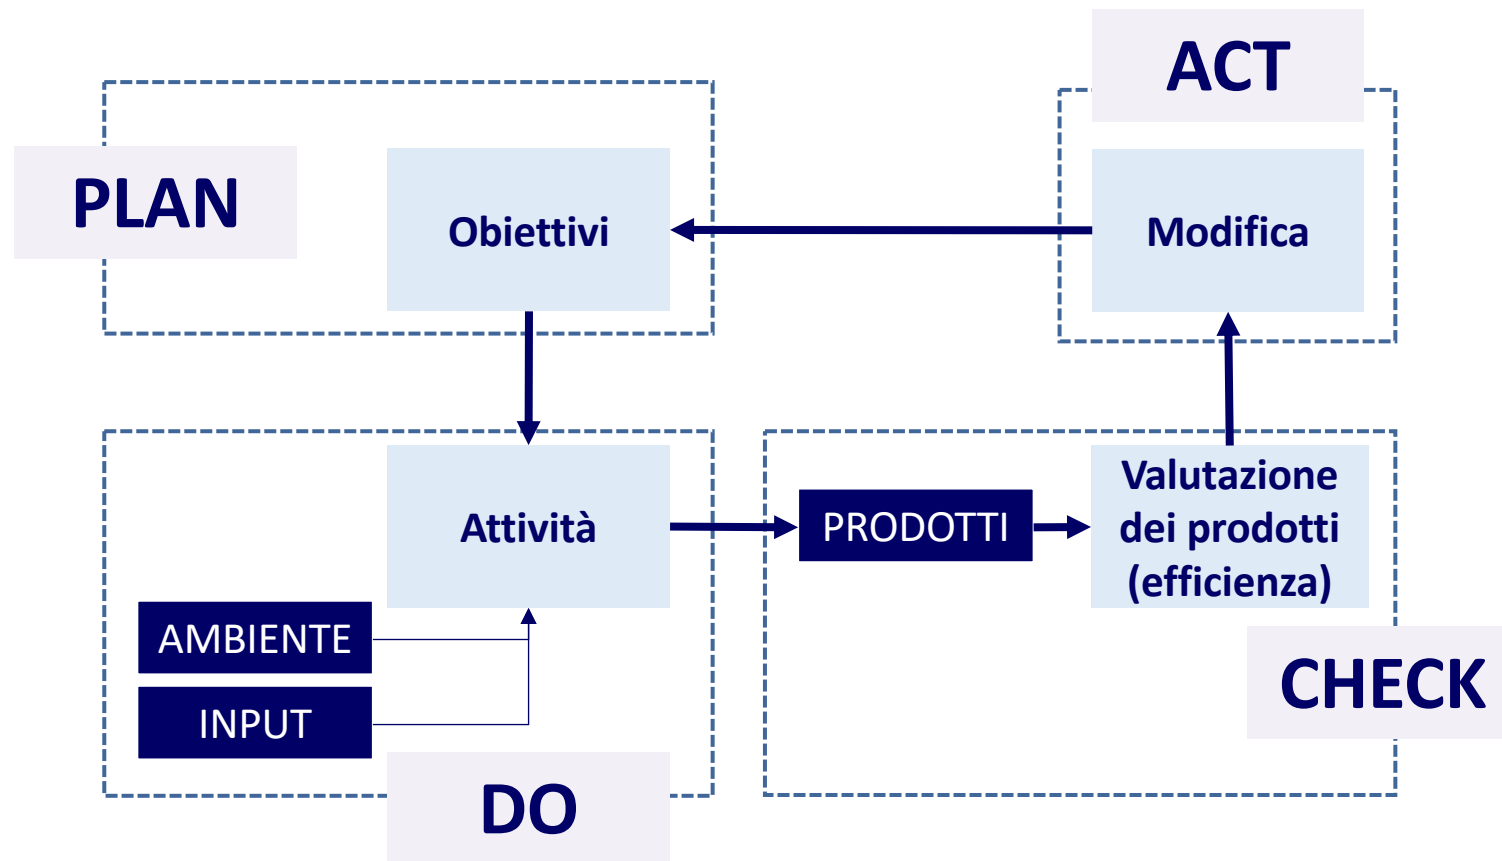 ACT
PLAN
Obiettivi
Modifica
Attività
PRODOTTI
Valutazione
dei prodotti
(efficienza)
AMBIENTE
INPUT
CHECK
DO